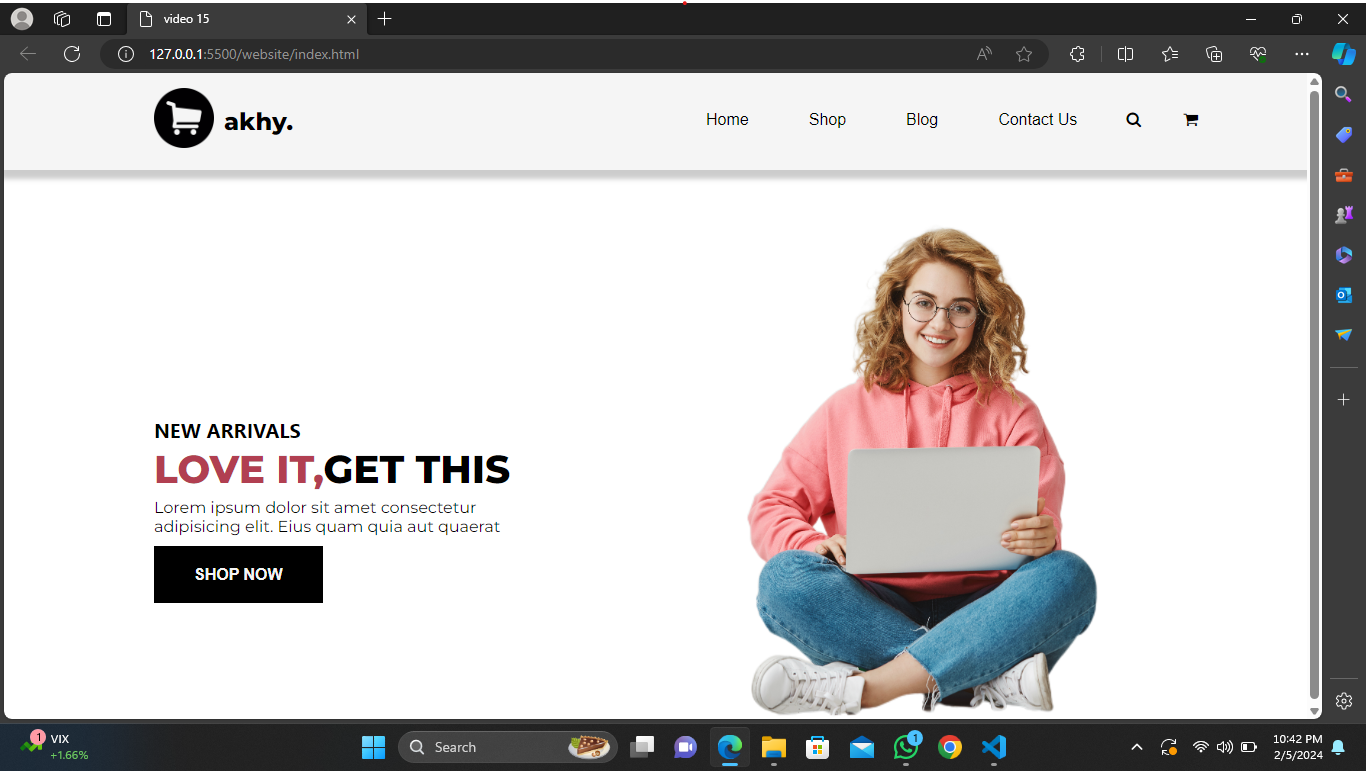 video 15
127.0.0.1:5500/website/index.html
akhy.
Home
Shop
Blog
Contact Us
NEW ARRIVALS
LOVE IT,GET THIS
Lorem ipsum dolor sit amet consectetur
adipisicing elit. Eius quam quia aut quaerat
SHOP NOW
1
VIX
+1.66%
Search
1
10:42 PM
2/5/2024